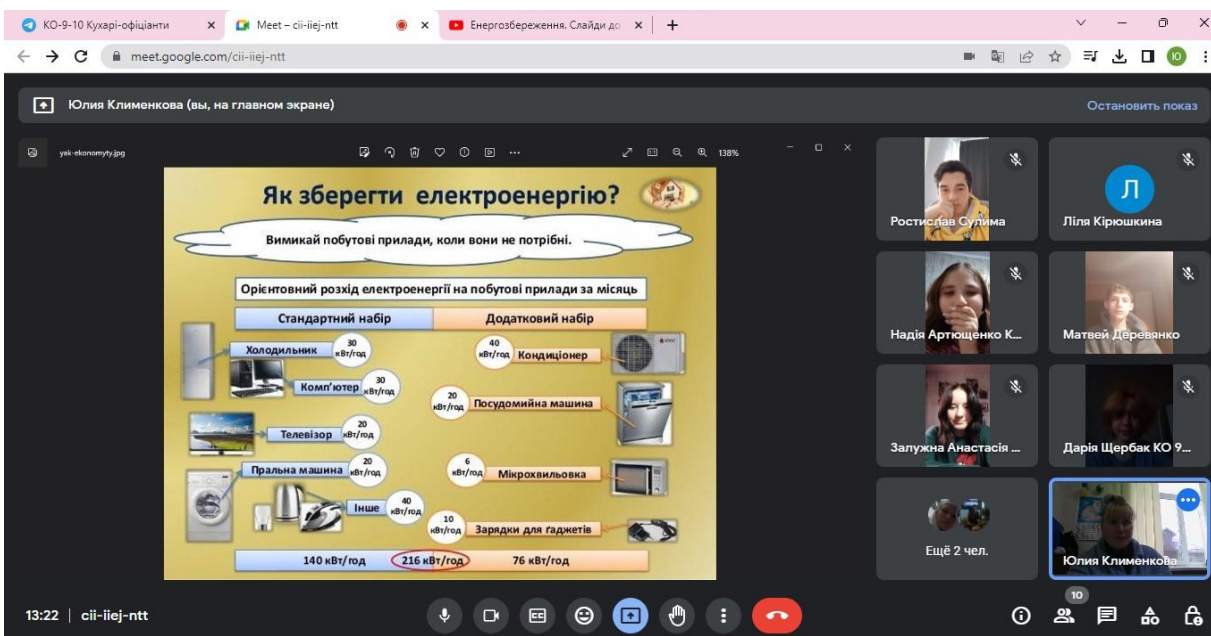 КО-9-10 Кухарі-офіціанти
Meet – cii-iiej-ntt
Енергозбереження. Слайди до
meet.google.com/cii-iiej-ntt
Ю
Юлия Клименкова (вы, на главном экране)
Остановить показ
yak-ekonomyty.jpg
138%
Як зберегти електроенергію?
Вимикай побутові прилади, коли вони не потрібні.
Орієнтовний розхід електроенергії на побутові прилади за місяць
Стандартний набір
Додатковий набір
Холодильник
30 кВт/год
40 кВт/год
Кондиціонер
Комп’ютер
30 кВт/год
20 кВт/год
Посудомийна машина
Телевізор
20 кВт/год
Пральна машина
20 кВт/год
6 кВт/год
Мікрохвильовка
Інше
40 кВт/год
10 кВт/год
Зарядки для ґаджетів
140 кВт/год
216 кВт/год
76 кВт/год
Ростислав Сулима
Л
Ліля Кірюшкина
Надія Артющенко К...
Матвей Деревянко
Залужна Анастасія ...
Дарія Щербак КО 9...
Ещё 2 чел.
Юлия Клименкова
13:22 | cii-iiej-ntt
CC
10